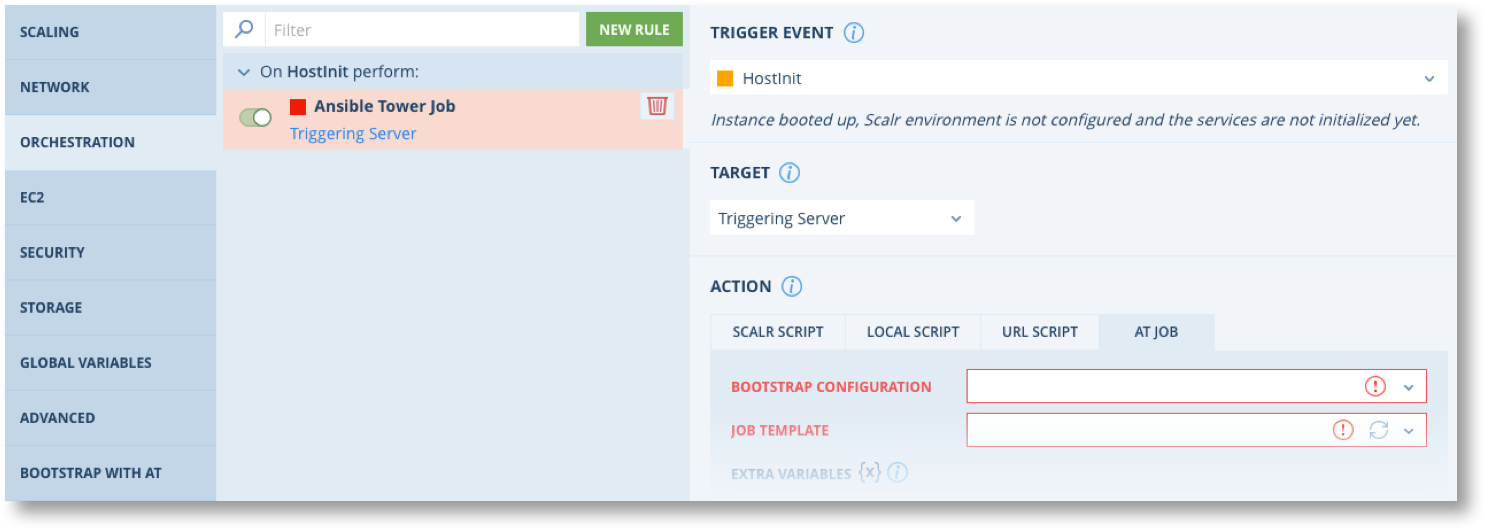 SCALING
NETWORK
ORCHESTRATION
EC2
SECURITY
STORAGE
GLOBAL VARIABLES
ADVANCED
BOOTSTRAP WITH AT
Filter
NEW RULE
On HostInit perform:
Ansible Tower Job
Triggering Server
TRIGGER EVENT
HostInit
Instance booted up, Scalr environment is not configured and the services are not initialized yet.
TARGET
Triggering Server
ACTION
SCALR SCRIPT LOCAL SCRIPT URL SCRIPT AT JOB
BOOTSTRAP CONFIGURATION
JOB TEMPLATE
EXTRA VARIABLES {x}